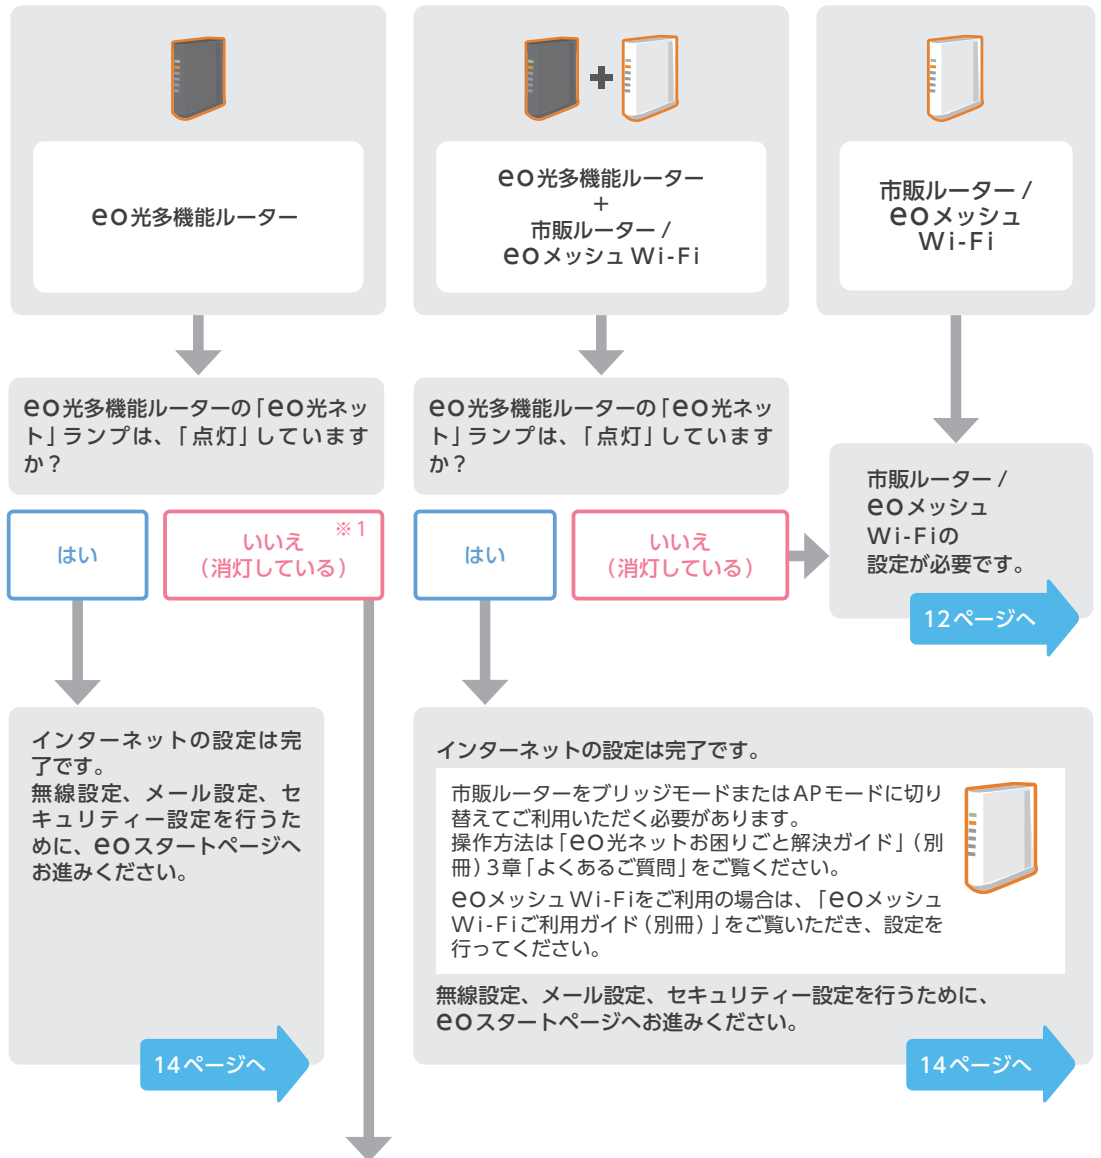 eo光多機能ルーター
eo光多機能ルーター
+
市販ルーター /
eoメッシュ Wi-Fi
市販ルーター /
eoメッシュ
Wi-Fi
eo光多機能ルーターの「eo光ネッ
ト」ランプは、「点灯」しています
か?
はい
いいえ ※1
（消灯している）
eo光多機能ルーターの「eo光ネッ
ト」ランプは、「点灯」しています
か?
はい
いいえ
（消灯している）
市販ルーター /
eoメッシュ
Wi-Fiの
設定が必要です。
12ページへ
インターネットの設定は完
了です。
無線設定、メール設定、セ
キュリティー設定を行うた
めに、eoスタートページへ
お進みください。
14ページへ
インターネットの設定は完了です。
市販ルーターをブリッジモードまたはAPモードに切り
替えてご利用いただく必要があります。
操作方法は「eo光ネットお困りごと解決ガイド」（別
冊）3章「よくあるご質問」をご覧ください。
eoメッシュ Wi-Fiをご利用の場合は、「eoメッシュ
Wi-Fiご利用ガイド（別冊）」をご覧いただき、設定を
行ってください。
無線設定、メール設定、セキュリティー設定を行うために、
eoスタートページへお進みください。
14ページへ